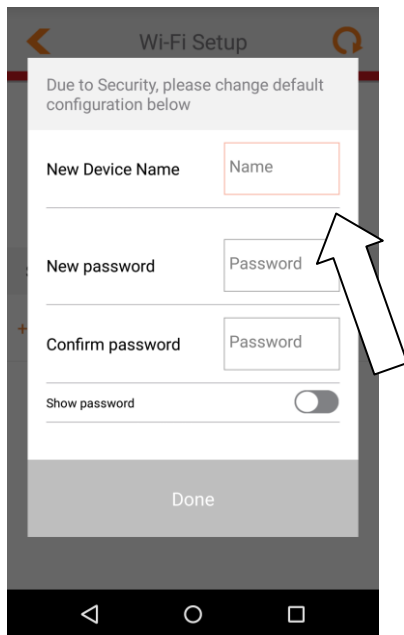 Wi-Fi Setup
Due to Security, please change default
configuration below
New Device Name Name
New password Password
Confirm password Password
Show password
Done